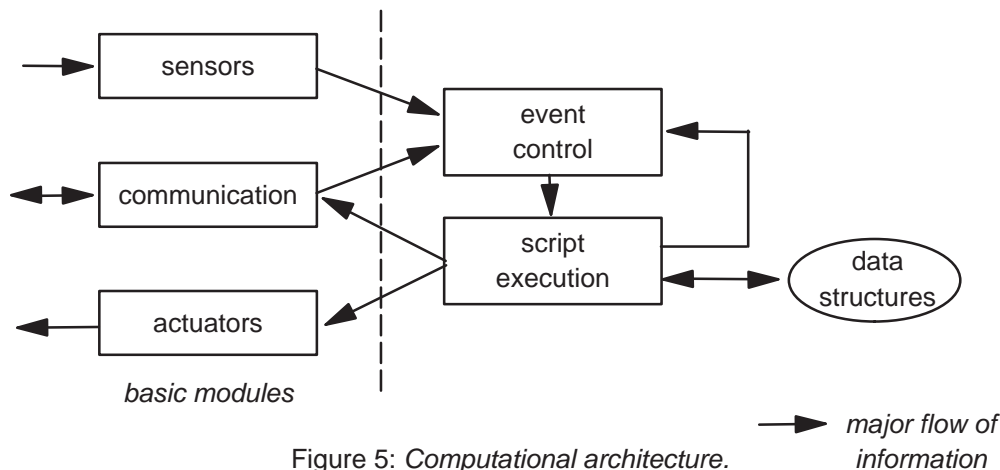 sensors
event
control
communication
script
execution
data
structures
actuators
basic modules
major flow of
information
Figure 5: Computational architecture.